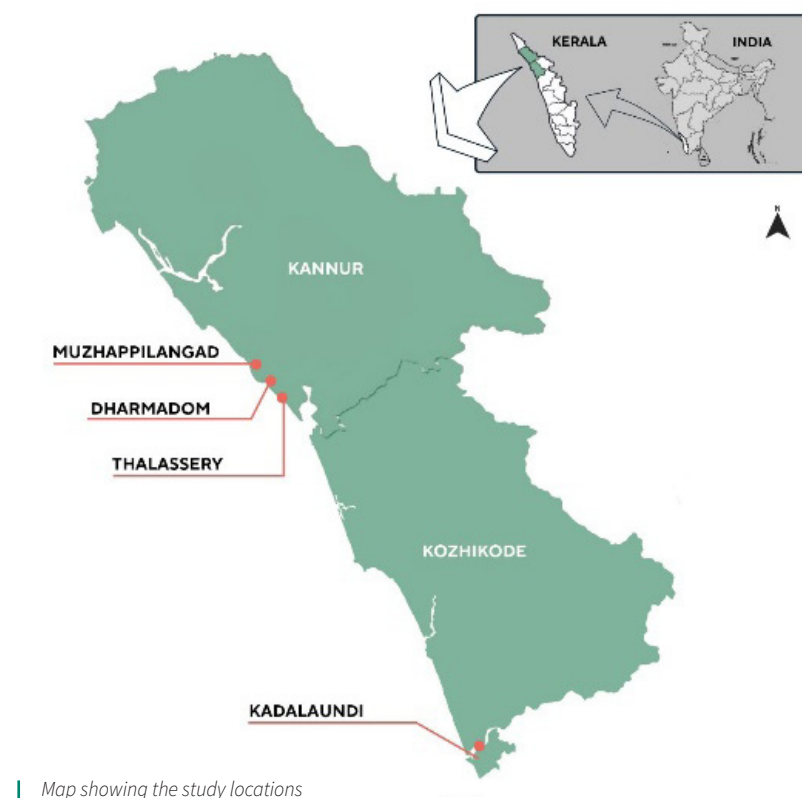 KERALA
INDIA
N
KANNUR
MUZHAPPILANGAD
DHARMADOM
THALASSERY
KOZHIKODE
KADALAUNDI
Map showing the study locations